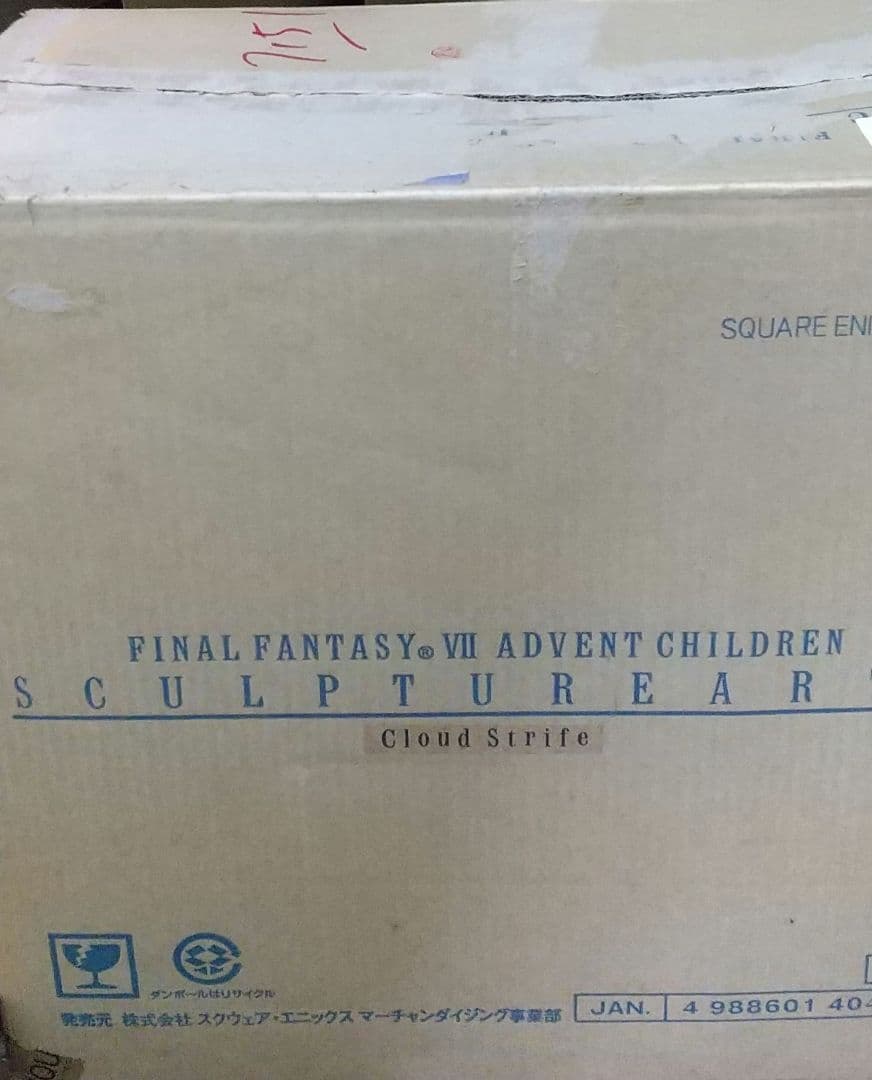 SQUARE ENI
FINAL FANTASY® VII ADVENT CHILDREN
SCULPTUREAR
Cloud Strife
ダンボールはリサイクル
発売元 株式会社 スクウェア・エニックス マーチャンダイジング事業部
JAN. 4 988601 404